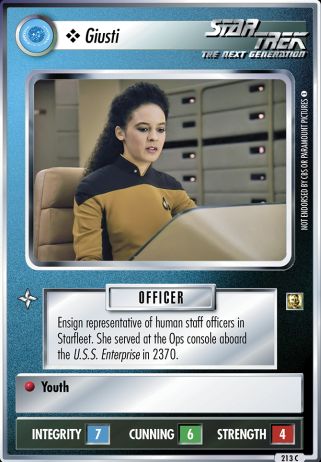 ❖ Giusti
STAR TREK
THE NEXT GENERATION
NOT ENDORSED BY CBS OR PARAMOUNT PICTURES
OFFICER
Ensign representative of human staff officers in
Starfleet. She served at the Ops console aboard
the U.S.S. Enterprise in 2370.
Youth
INTEGRITY 7 CUNNING 6 STRENGTH 4
213 C